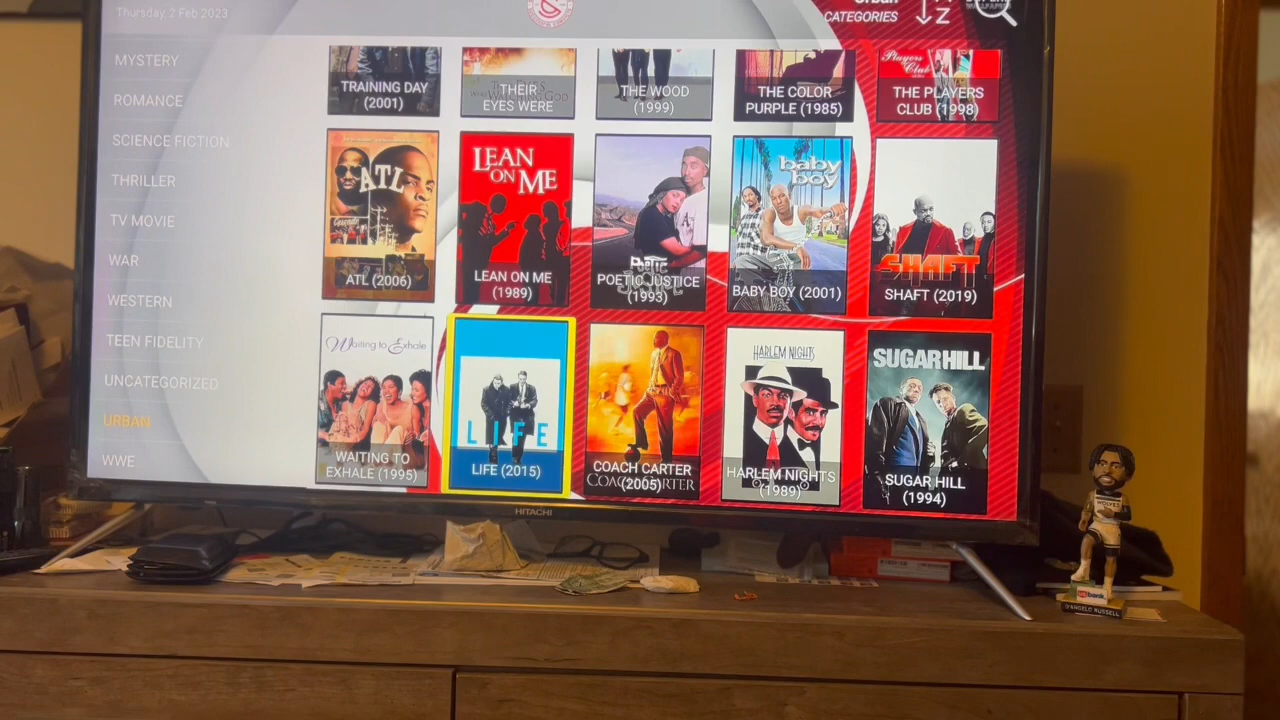 Thursday, 2 Feb 2023
Urban
CATEGORIES
Z
MYSTERY
ROMANCE
SCIENCE FICTION
THRILLER
TV MOVIE
WAR
WESTERN
TEEN FIDELITY
UNCATEGORIZED
URBAN
WWE
TRAINING DAY
(2001)
THEIR
EYES WERE
THE WOOD
(1999)
THE COLOR
PURPLE (1985)
Players
Club
THE PLAYERS
CLUB (1998)
ATL
ATL (2006)
LEAN
ON ME
LEAN ON ME
(1989)
POETIC JUSTICE
(1993)
baby
boy
BABY BOY (2001)
SHAFT
SHAFT (2019)
Waiting to Exhale
WAITING TO
EXHALE (1995)
LIFE
LIFE (2015)
COACH CARTER
(2005)
COACH CARTER
HARLEM NIGHTS
HARLEM NIGHTS
(1989)
SUGAR HILL
SUGAR HILL
(1994)
HITACHI
WOLVES
usbank
D'ANGELO RUSSELL